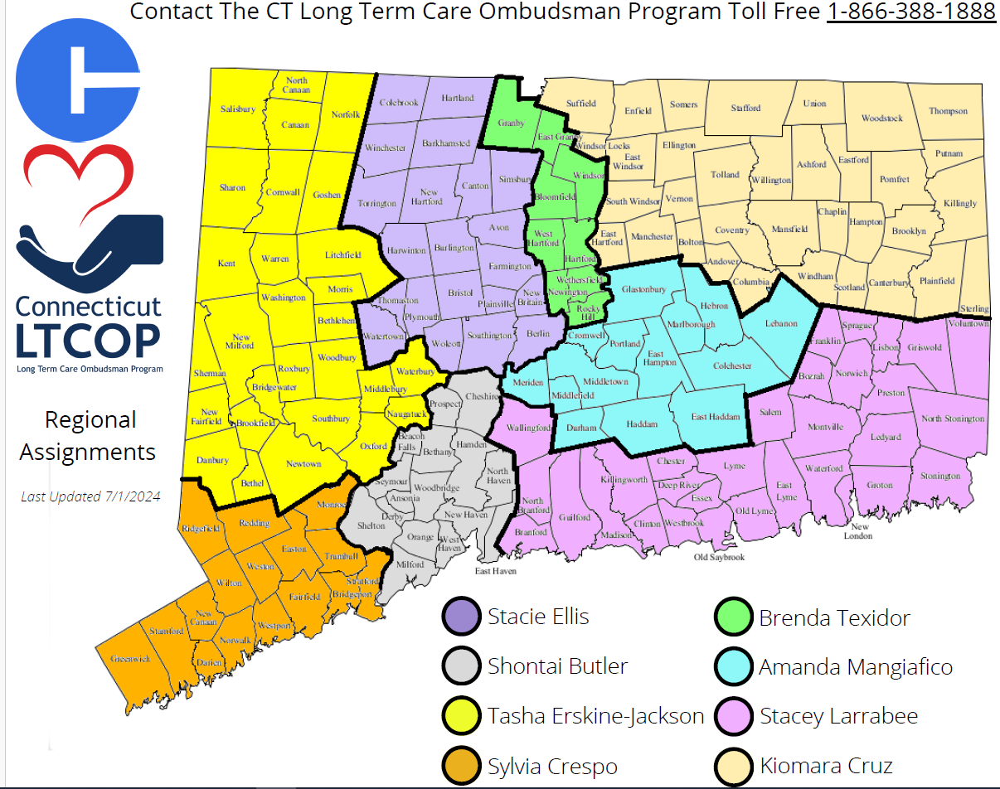 Contact The CT Long Term Care Ombudsman Program Toll Free 1-866-388-1888
Connecticut
LTCOP
Long Term Care Ombudsman Program
Regional
Assignments
Last Updated 7/1/2024
North
Canaan
Salisbury
Canaan
Norfolk
Colebrook
Hartland
Granby
East Granby
Suffield
Enfield
Somers
Stafford
Union
Woodstock
Thompson
Winchester
Barkhamsted
Windsor Locks
East
Windsor
Ellington
Putnam
Sharon
Cornwall
Goshen
Torrington
New
Hartford
Canton
Simsbury
Bloomfield
Windsor
South Windsor
Vernon
Tolland
Willington
Ashford
Eastford
Pomfret
Killingly
Kent
Warren
Litchfield
Harwinton
Burlington
Avon
Farmington
West
Hartford
Hartford
East
Hartford
Manchester
Bolton
Coventry
Andover
Mansfield
Chaplin
Hampton
Brooklyn
Washington
Morris
Bethlehem
Thomaston
Plymouth
Bristol
Plainville
New
Britain
Wethersfield
Newington
Rocky
Hill
Glastonbury
Hebron
Columbia
Windham
Scotland
Canterbury
Plainfield
Sterling
New
Milford
Sherman
Woodbury
Watertown
Wolcott
Southington
Berlin
Cromwell
Portland
Marlborough
East
Hampton
Lebanon
Colchester
Franklin
Sprague
Lisbon
Griswold
Voluntown
Roxbury
Bridgewater
Middlebury
Waterbury
Naugatuck
Cheshire
Prospect
Meriden
Middlefield
Middletown
Bozrah
Norwich
Preston
North Stonington
New
Fairfield
Brookfield
Southbury
Oxford
Beacon
Falls
Bethany
Hamden
Wallingford
Durham
Haddam
East Haddam
Salem
Montville
Ledyard
Danbury
Bethel
Newtown
Seymour
Woodbridge
North
Haven
Ansonia
Derby
Shelton
New Haven
North
Branford
Guilford
Killingworth
Chester
Deep River
Essex
Lyme
East
Lyme
Waterford
Groton
Stonington
Ridgefield
Redding
Monroe
Easton
Trumbull
Orange
West
Haven
Milford
East Haven
Branford
Madison
Clinton
Westbrook
Old Lyme
Old Saybrook
New
London
Weston
Wilton
Stratford
Bridgeport
Fairfield
Westport
New
Canaan
Norwalk
Stamford
Darien
Greenwich
Stacie Ellis
Brenda Texidor
Shontai Butler
Amanda Mangiafico
Tasha Erskine-Jackson
Stacey Larrabee
Sylvia Crespo
Kiomara Cruz